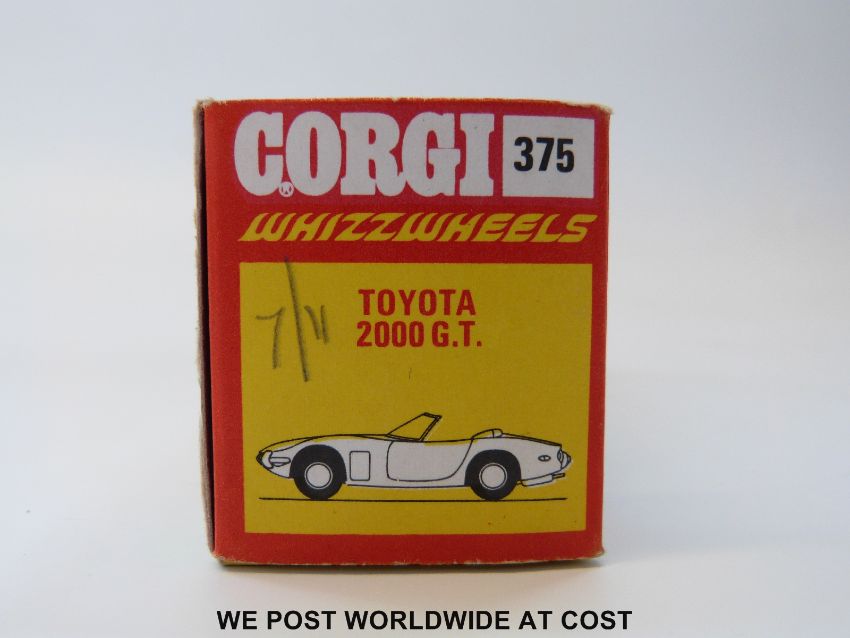 CORGI 375
WHIZZWHEELS
TOYOTA
2000 G.T.
7/11
WE POST WORLDWIDE AT COST